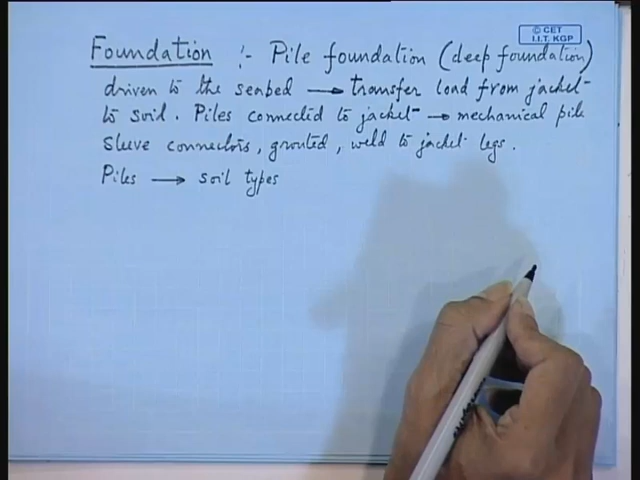 © CET
I.I.T. KGP
Foundation :- Pile foundation (deep foundation)
driven to the seabed → transfer load from jacket
to soil. Piles connected to jacket → mechanical pile
sleeve connectors, grouted, weld to jacket legs.
Piles → soil types